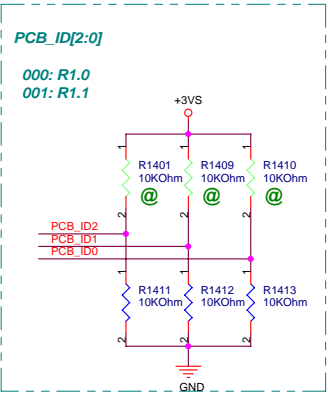 PCB_ID[2:0]
000: R1.0
001: R1.1
+3VS
1 1 1
R1401 R1409 R1410
10KOhm 10KOhm 10KOhm
@ @ @
2 2 2
PCB_ID2
PCB_ID1
PCB_ID0
1 1 1
R1411 R1412 R1413
10KOhm 10KOhm 10KOhm
2 2 2
GND